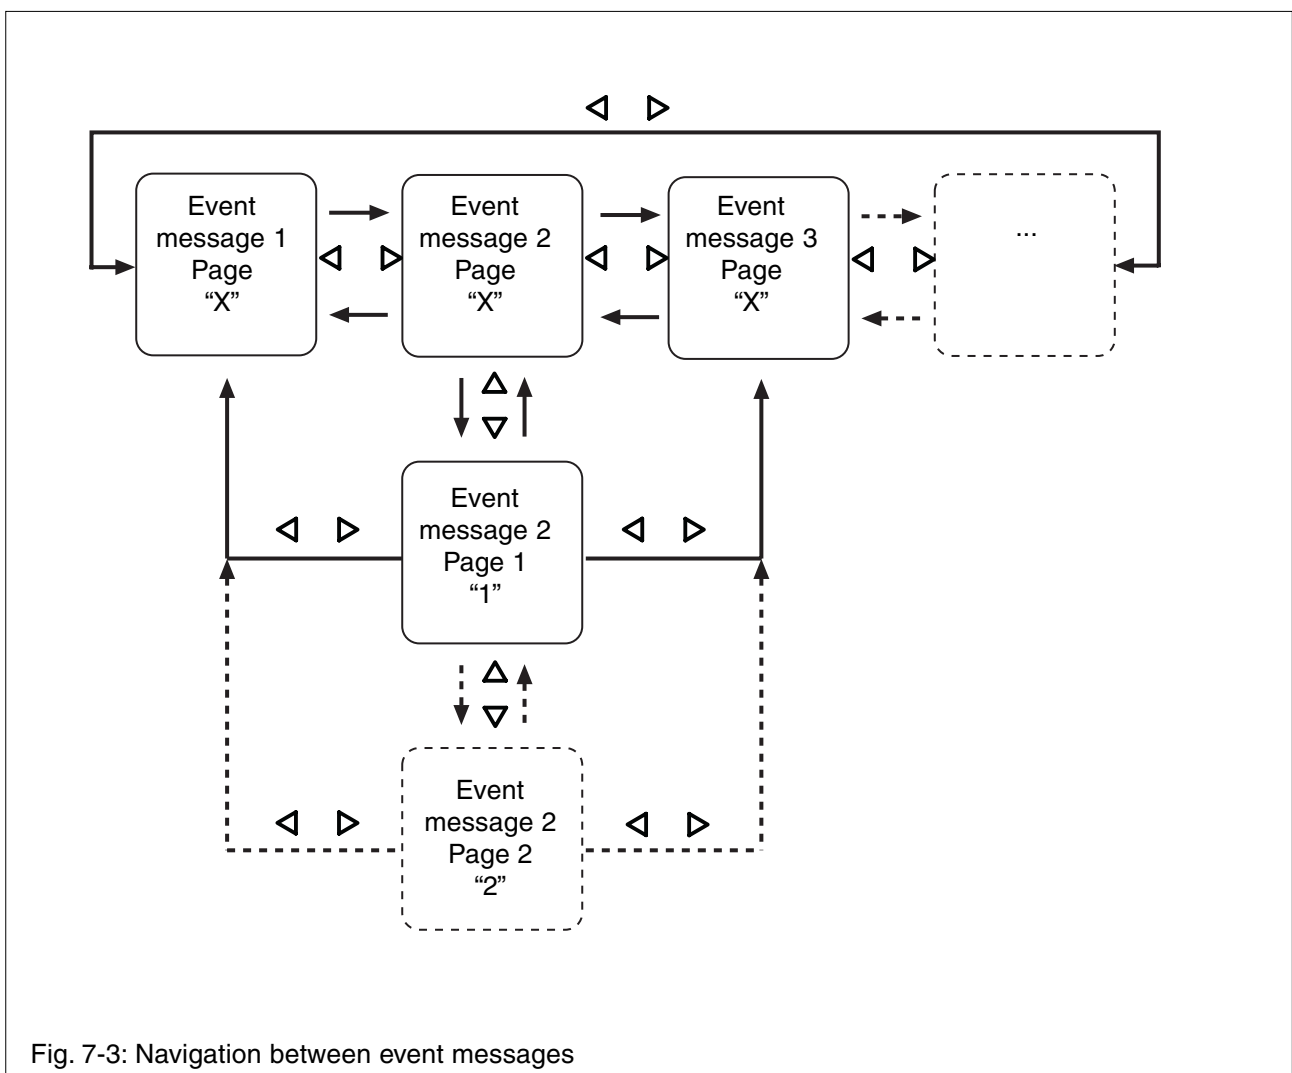 Event
message 1
Page
“X”
Event
message 2
Page
“X”
Event
message 3
Page
“X”
...
Event
message 2
Page 1
“1”
Event
message 2
Page 2
“2”
Fig. 7-3: Navigation between event messages